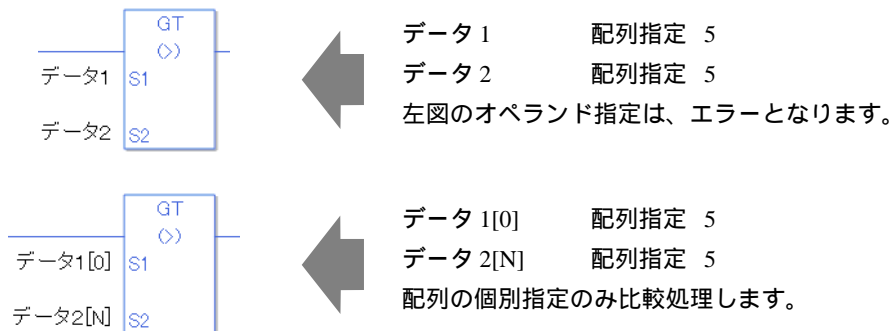 GT
(>)
データ1 S1
データ2 S2
データ 1 配列指定 5
データ 2 配列指定 5
左図のオペランド指定は、エラーとなります。
GT
(>)
データ1[0] S1
データ2[N] S2
データ 1[0] 配列指定 5
データ 2[N] 配列指定 5
配列の個別指定のみ比較処理します。